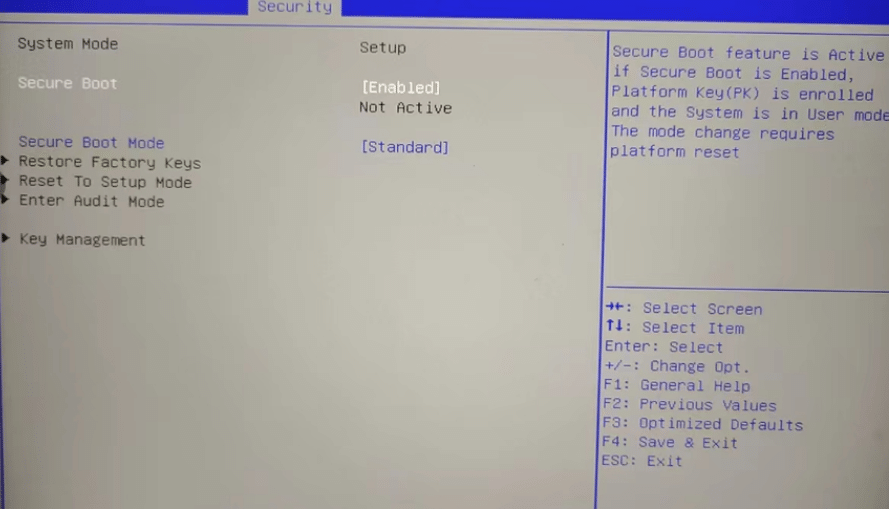 Security
System Mode
Setup
Secure Boot
[Enabled]
Not Active
Secure Boot Mode
[Standard]
Restore Factory Keys
Reset To Setup Mode
Enter Audit Mode
Key Management
Secure Boot feature is Active
if Secure Boot is Enabled,
Platform Key(PK) is enrolled
and the System is in User mode
The mode change requires
platform reset
→←: Select Screen
↑↓: Select Item
Enter: Select
+/-: Change Opt.
F1: General Help
F2: Previous Values
F3: Optimized Defaults
F4: Save & Exit
ESC: Exit